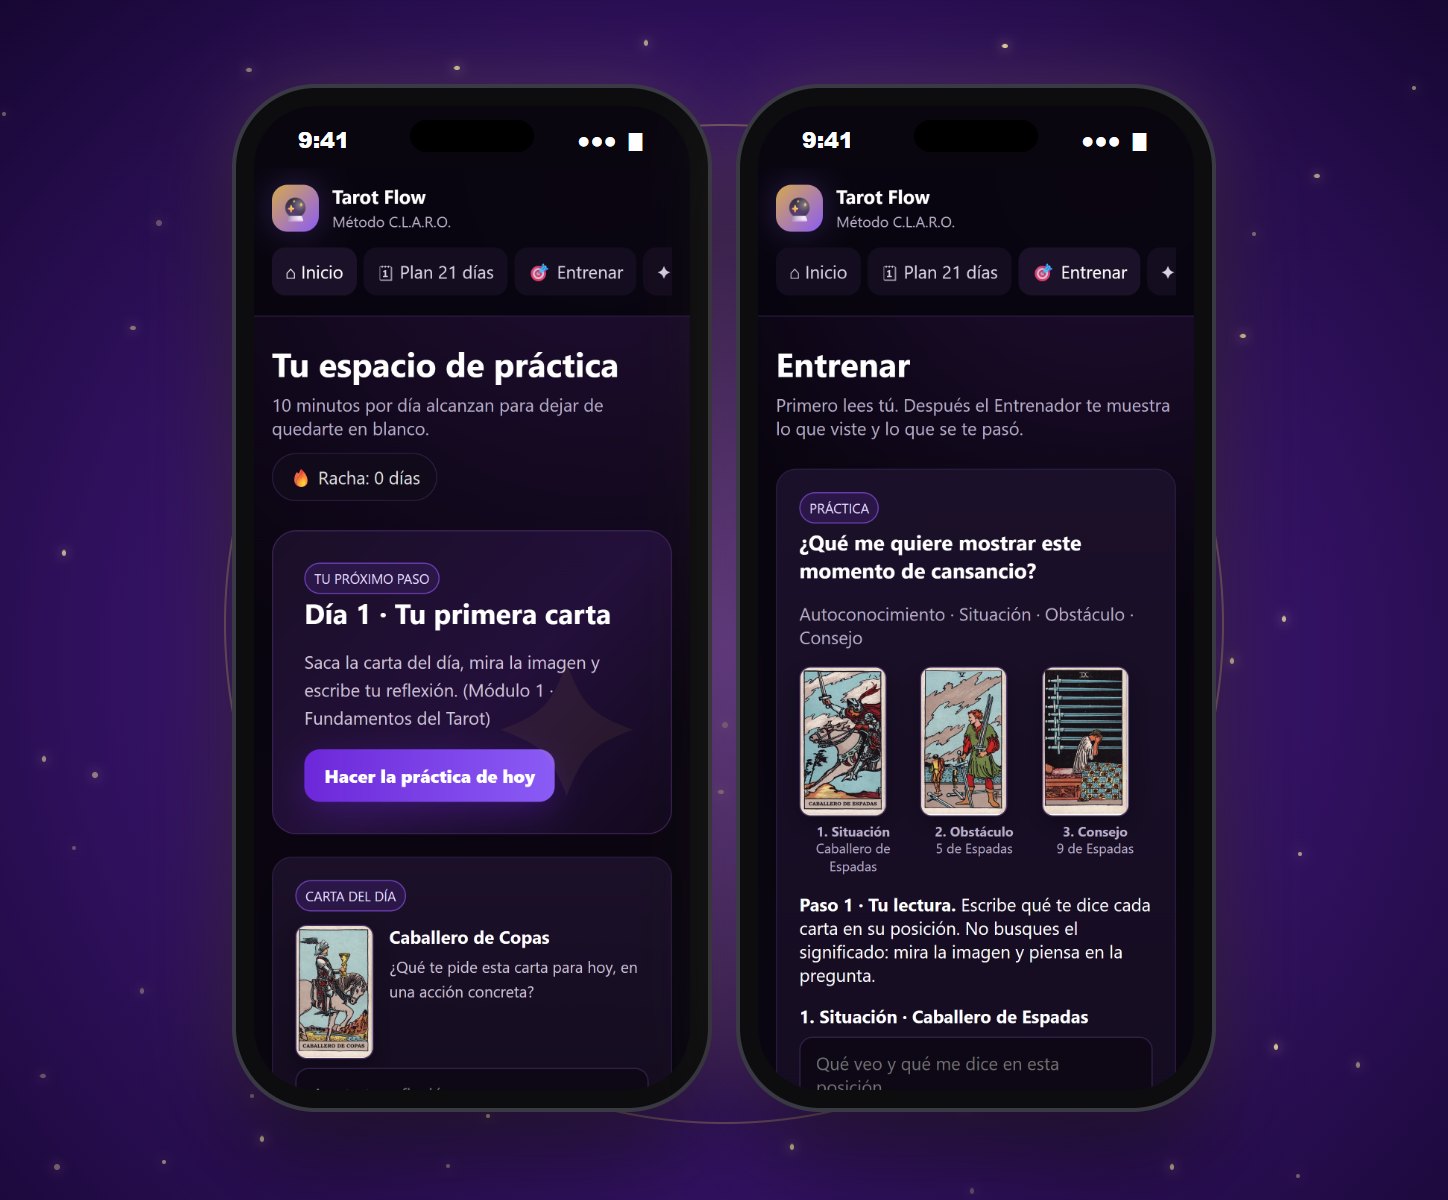 9:41
Tarot Flow
Método C.L.A.R.O.
Inicio
Plan 21 días
Entrenar
Tu espacio de práctica
10 minutos por día alcanzan para dejar de
quedarte en blanco.
Racha: 0 días
TU PRÓXIMO PASO
Día 1 · Tu primera carta
Saca la carta del día, mira la imagen y
escribe tu reflexión. (Módulo 1 ·
Fundamentos del Tarot)
Hacer la práctica de hoy
CARTA DEL DÍA
Caballero de Copas
¿Qué te pide esta carta para hoy, en
una acción concreta?
CABALLERO DE COPAS
9:41
Tarot Flow
Método C.L.A.R.O.
Inicio
Plan 21 días
Entrenar
Entrenar
Primero lees tú. Después el Entrenador te muestra
lo que viste y lo que se te pasó.
PRÁCTICA
¿Qué me quiere mostrar este
momento de cansancio?
Autoconocimiento · Situación · Obstáculo ·
Consejo
V
IX
CABALLERO DE ESPADAS
1. Situación
Caballero de
Espadas
2. Obstáculo
5 de Espadas
3. Consejo
9 de Espadas
Paso 1 · Tu lectura. Escribe qué te dice cada
carta en su posición. No busques el
significado: mira la imagen y piensa en la
pregunta.
1. Situación · Caballero de Espadas
Qué veo y qué me dice en esta
posición